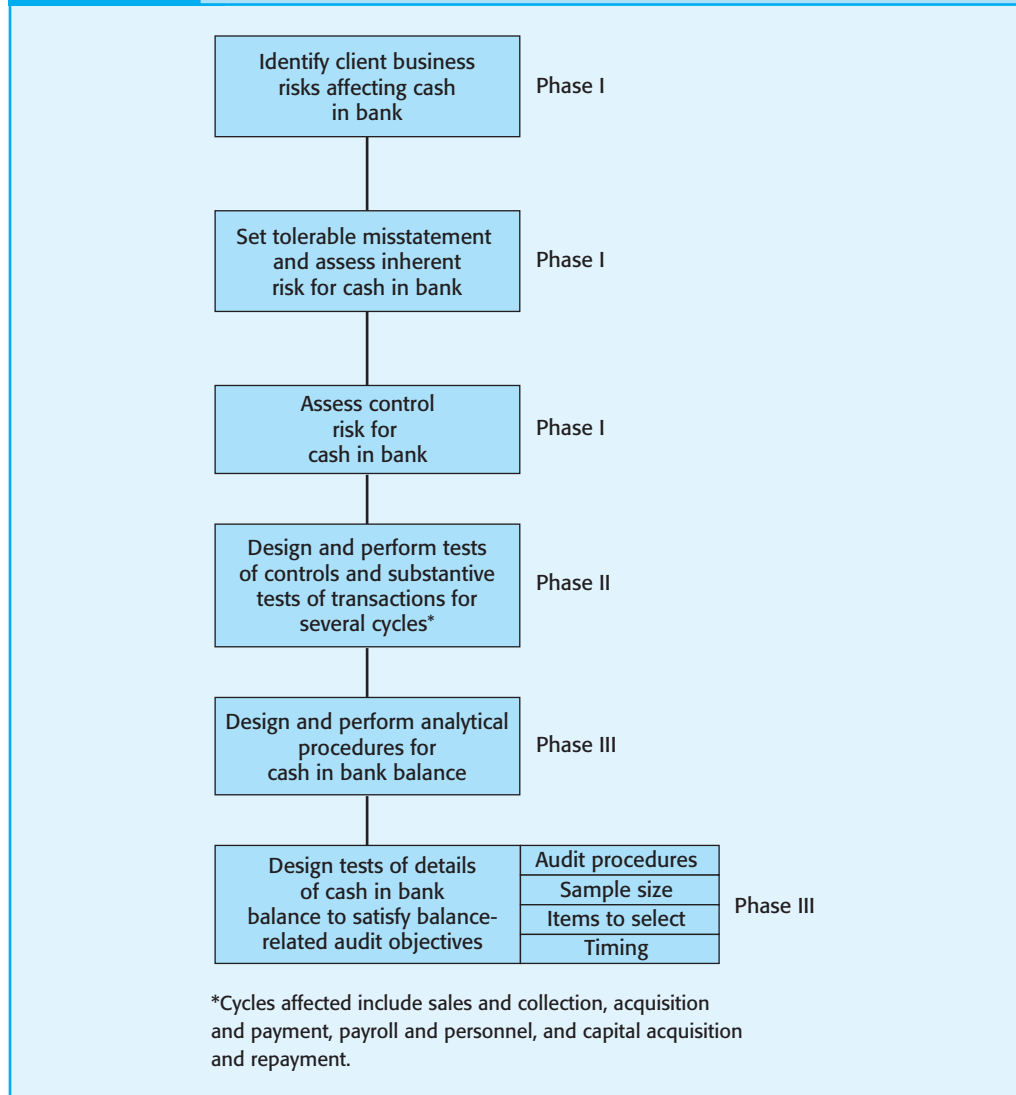 Identify client business
risks affecting cash
in bank
Phase I
Set tolerable misstatement
and assess inherent
risk for cash in bank
Phase I
Assess control
risk for
cash in bank
Phase I
Design and perform tests
of controls and substantive
tests of transactions for
several cycles*
Phase II
Design and perform analytical
procedures for
cash in bank balance
Phase III
Design tests of details
of cash in bank
balance to satisfy balance-
related audit objectives
Audit procedures
Sample size
Items to select
Timing
Phase III
*Cycles affected include sales and collection, acquisition
and payment, payroll and personnel, and capital acquisition
and repayment.